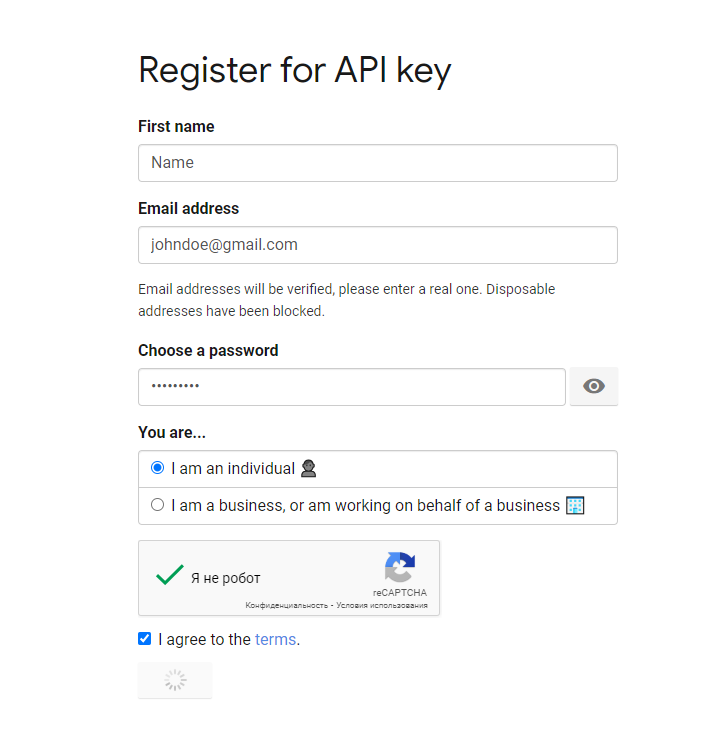 Register for API key
First name
Name
Email address
johndoe@gmail.com
Email addresses will be verified, please enter a real one. Disposable
addresses have been blocked.
Choose a password
•••••••••
You are...
I am an individual
I am a business, or am working on behalf of a business
Я не робот
reCAPTCHA
Конфиденциальность - Условия использования
I agree to the terms.